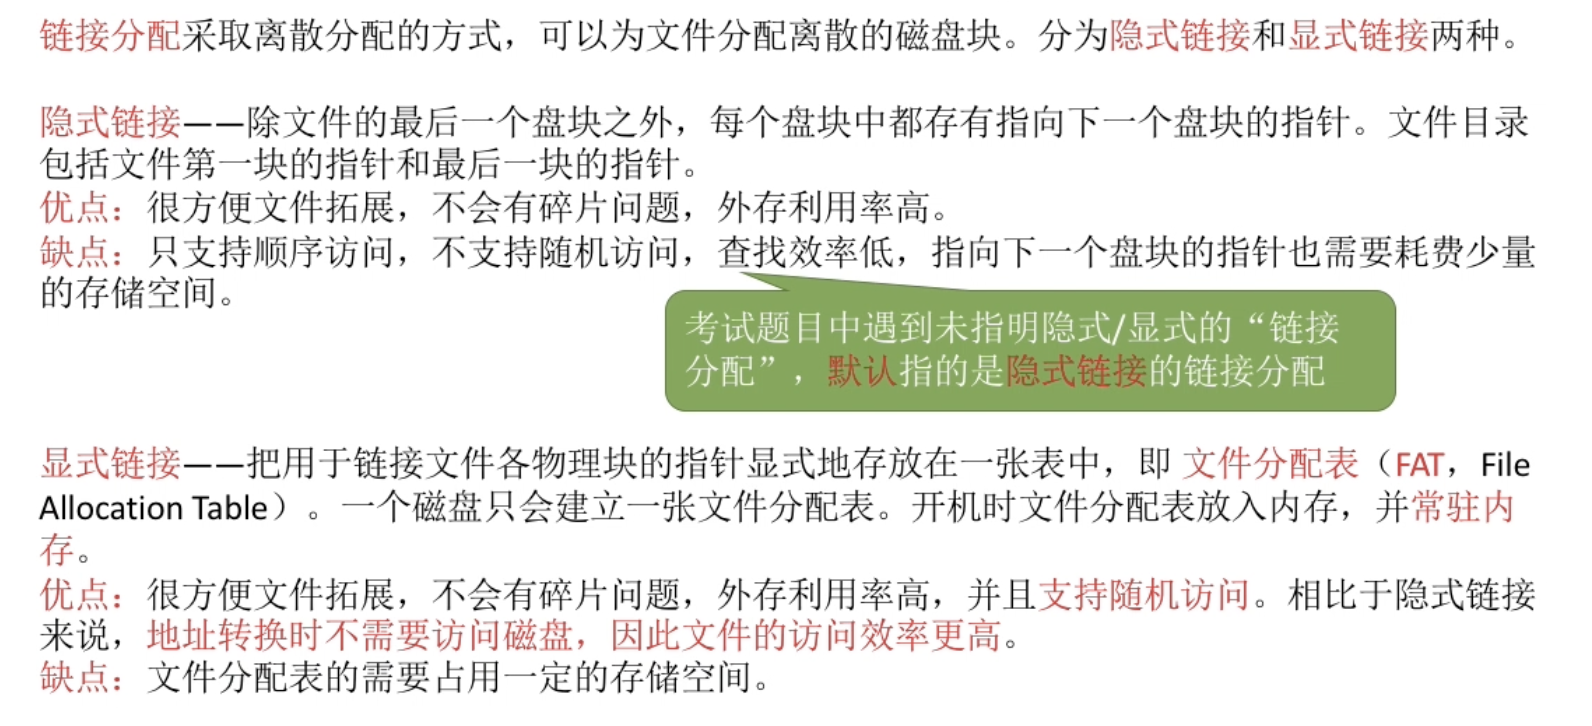 链接分配采取离散分配的方式，可以为文件分配离散的磁盘块。分为隐式链接和显式链接两种。
隐式链接——除文件的最后一个盘块之外，每个盘块中都存有指向下一个盘块的指针。文件目录
包括文件第一块的指针和最后一块的指针。
优点：很方便文件拓展，不会有碎片问题，外存利用率高。
缺点：只支持顺序访问，不支持随机访问，查找效率低，指向下一个盘块的指针也需要耗费少量
的存储空间。
考试题目中遇到未指明隐式/显式的“链接
分配”，默认指的是隐式链接的链接分配
显式链接——把用于链接文件各物理块的指针显式地存放在一张表中，即 文件分配表（FAT，File
Allocation Table）。一个磁盘只会建立一张文件分配表。开机时文件分配表放入内存，并常驻内
存。
优点：很方便文件拓展，不会有碎片问题，外存利用率高，并且支持随机访问。相比于隐式链接
来说，地址转换时不需要访问磁盘，因此文件的访问效率更高。
缺点：文件分配表的需要占用一定的存储空间。